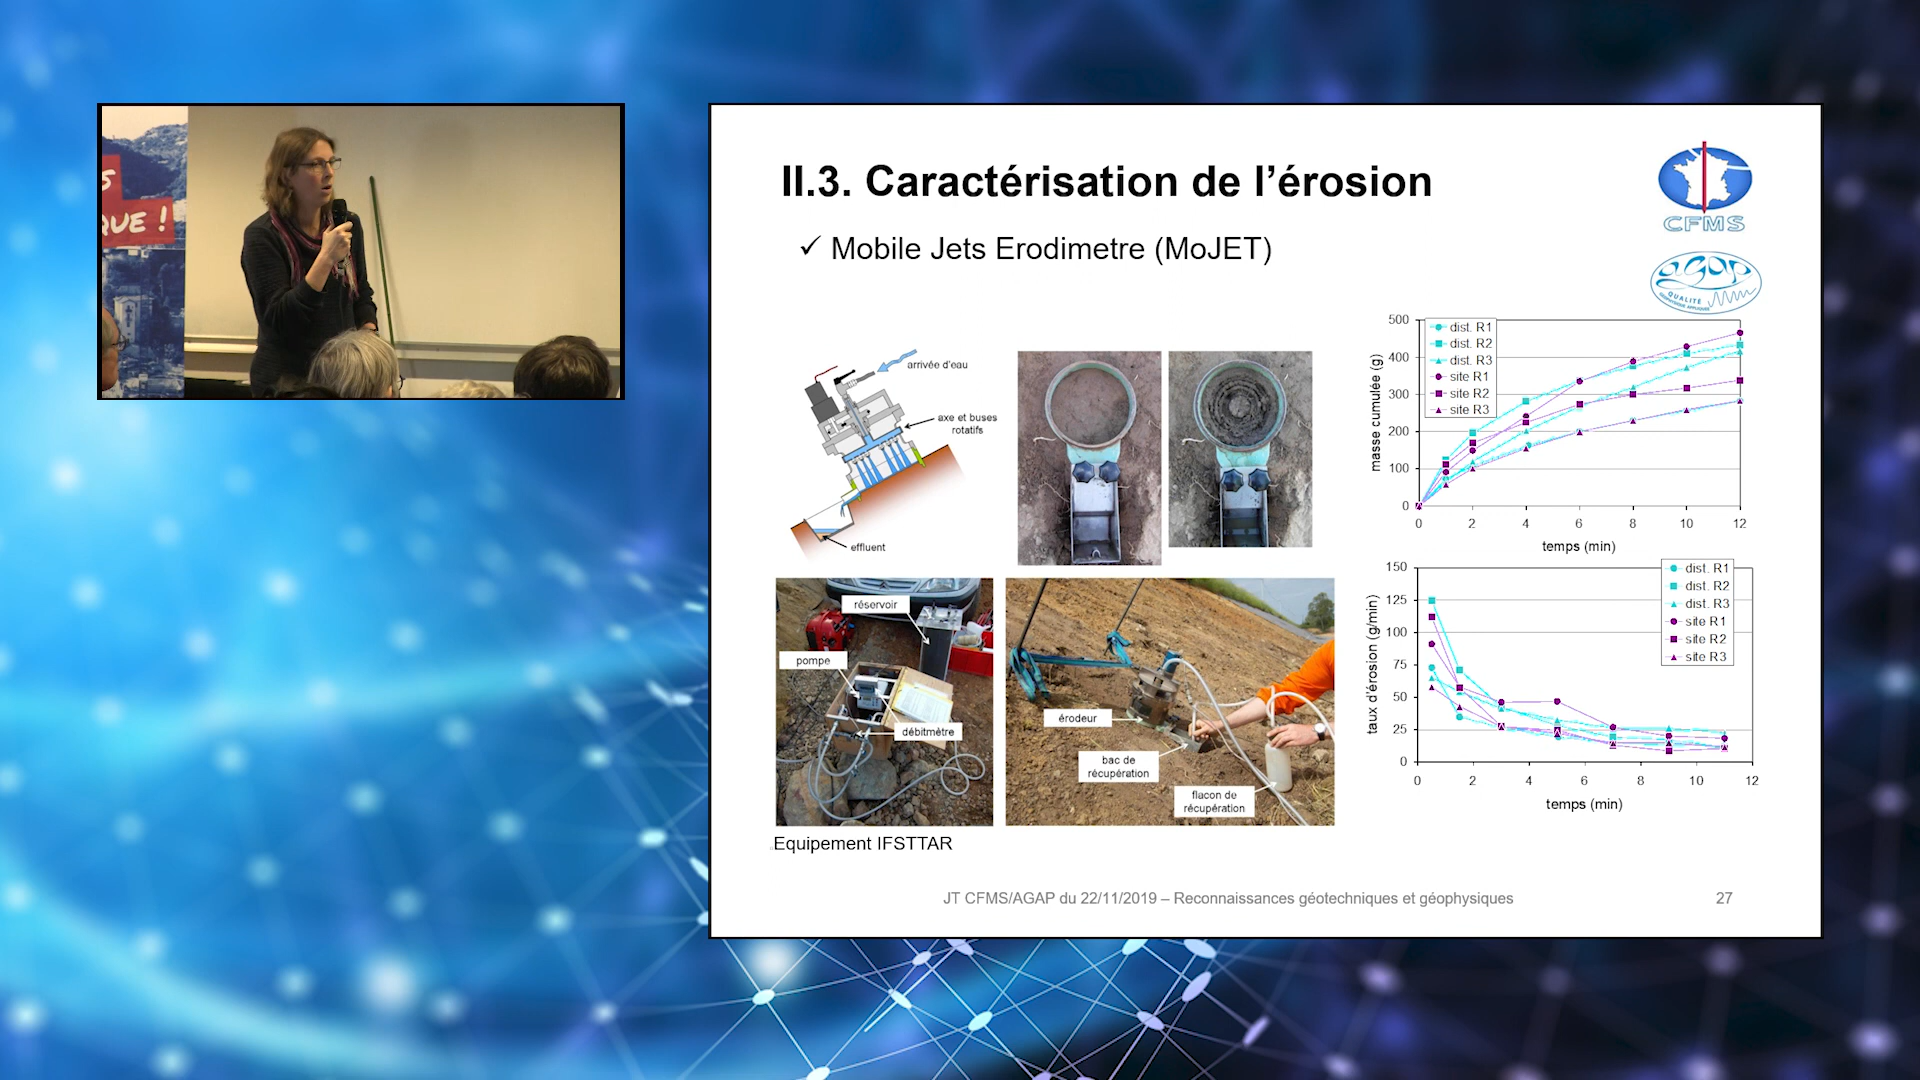 S
QUE !
II.3. Caractérisation de l’érosion
✓ Mobile Jets Erodimetre (MoJET)
CFMS
agap
QUALITÉ
arrivée d'eau
axe et buses
rotatifs
effluent
réservoir
pompe
débitmètre
érodeur
bac de
récupération
flacon de
récupération
Equipement IFSTTAR
masse cumulée (g)
500
400
300
200
100
0
dist. R1
dist. R2
dist. R3
site R1
site R2
site R3
0 2 4 6 8 10 12
temps (min)
taux d'érosion (g/min)
150
125
100
75
50
25
0
dist. R1
dist. R2
dist. R3
site R1
site R2
site R3
0 2 4 6 8 10 12
temps (min)
JT CFMS/AGAP du 22/11/2019 – Reconnaissances géotechniques et géophysiques
27